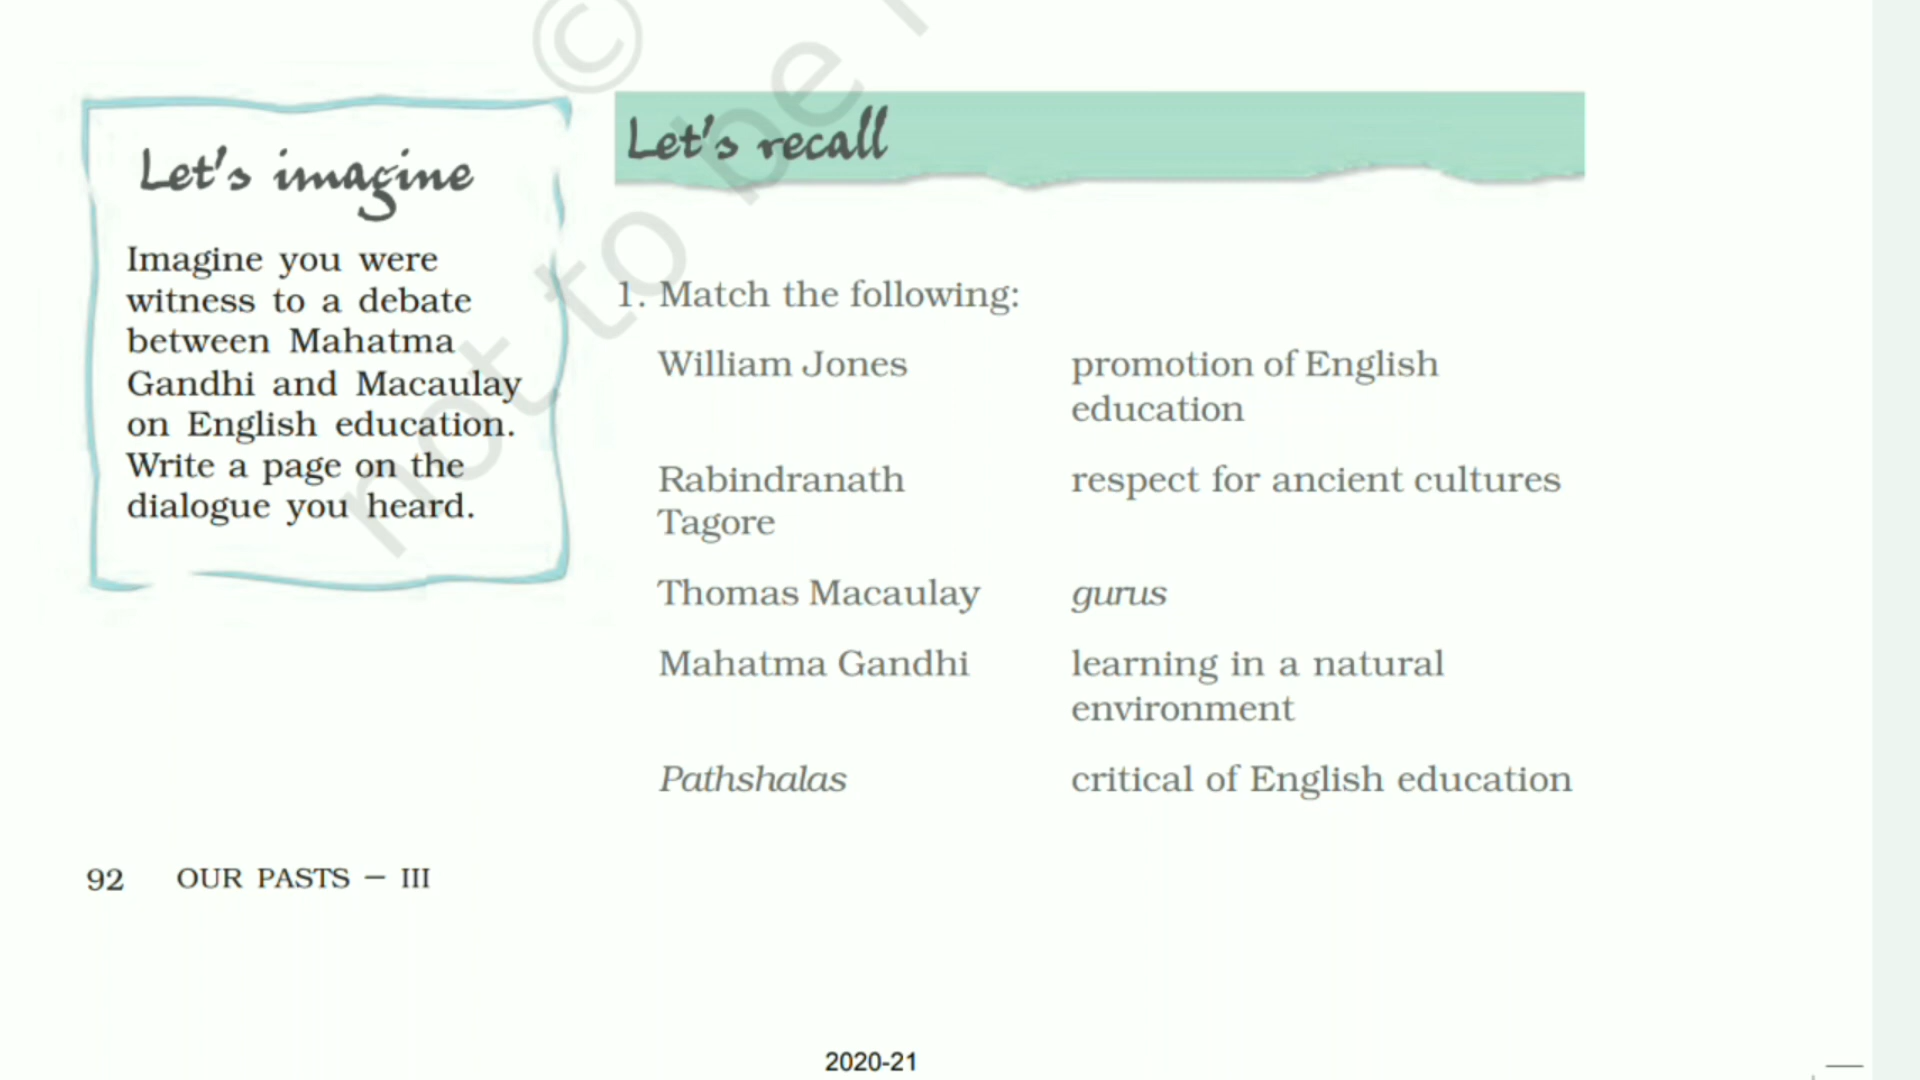 ©
not to be r
Let's imagine
Imagine you were
witness to a debate
between Mahatma
Gandhi and Macaulay
on English education.
Write a page on the
dialogue you heard.
Let's recall
1. Match the following:
William Jones promotion of English
education
Rabindranath respect for ancient cultures
Tagore
Thomas Macaulay gurus
Mahatma Gandhi learning in a natural
environment
Pathshalas critical of English education
92 OUR PASTS – III
2020-21